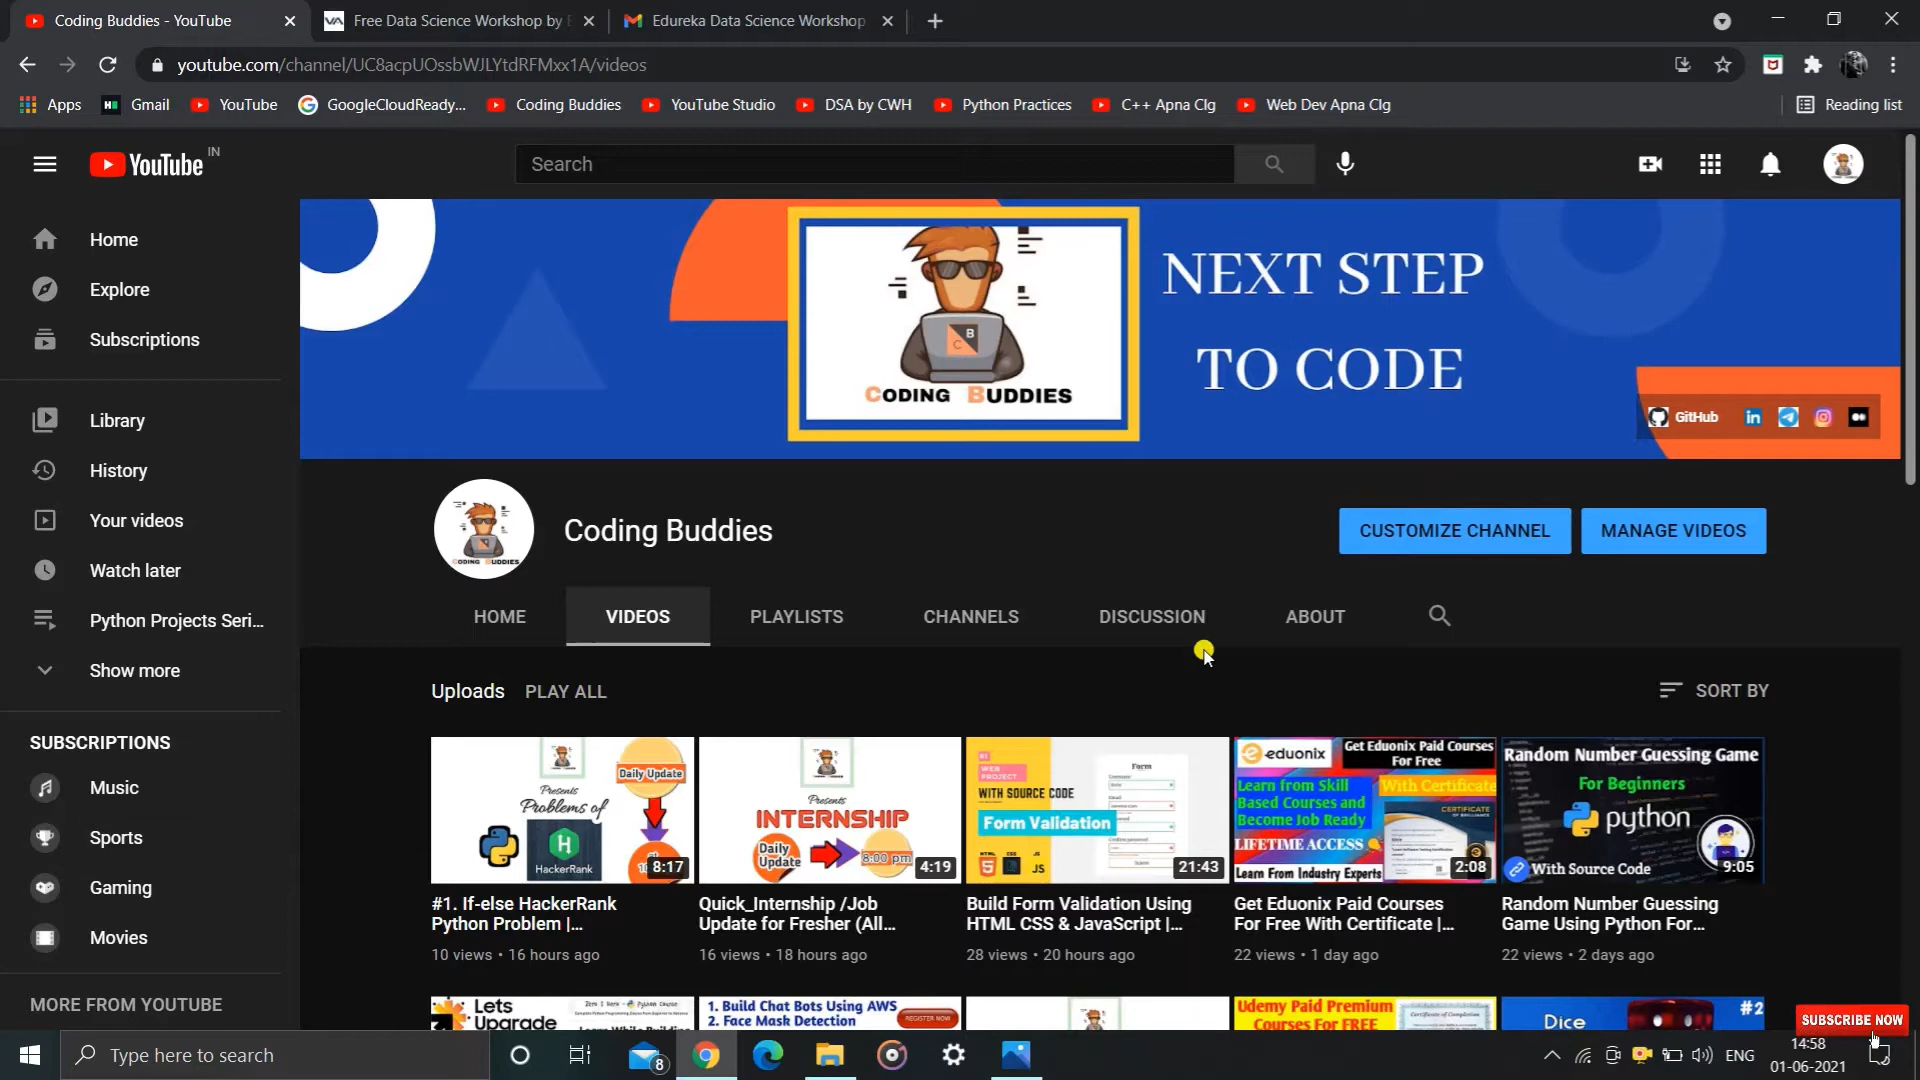 Coding Buddies - YouTube
Free Data Science Workshop by
Edureka Data Science Workshop
youtube.com/channel/UC8acpUOssbWJLYtdRFMxx1A/videos
Apps
Gmail
YouTube
GoogleCloudReady...
Coding Buddies
YouTube Studio
DSA by CWH
Python Practices
C++ Apna Clg
Web Dev Apna Clg
Reading list
YouTube IN
Search
Home
Explore
Subscriptions
Library
History
Your videos
Watch later
Python Projects Seri...
Show more
SUBSCRIPTIONS
Music
Sports
Gaming
Movies
MORE FROM YOUTUBE
CODING BUDDIES
NEXT STEP
TO CODE
GitHub
Coding Buddies
CUSTOMIZE CHANNEL
MANAGE VIDEOS
HOME
VIDEOS
PLAYLISTS
CHANNELS
DISCUSSION
ABOUT
Uploads
PLAY ALL
SORT BY
Presents
Problems of
Daily Update
HackerRank
8:17
#1. If-else HackerRank
Python Problem |...
10 views • 16 hours ago
Presents
INTERNSHIP
Daily
Update
8:00 pm
4:19
Quick_Internship /Job
Update for Fresher (All...
16 views • 18 hours ago
WEB
PROJECT
WITH SOURCE CODE
Form Validation
Form
HTML CSS JS
21:43
Build Form Validation Using
HTML CSS & JavaScript |...
28 views • 20 hours ago
eduonix
Get Eduonix Paid Courses
For Free
Learn from Skill
Based Courses and
Become Job Ready
With Certificate
LIFETIME ACCESS
Learn From Industry Experts
2:08
Get Eduonix Paid Courses
For Free With Certificate |...
22 views • 1 day ago
Random Number Guessing Game
For Beginners
python
With Source Code
9:05
Random Number Guessing
Game Using Python For...
22 views • 2 days ago
Lets
Upgrade
1. Build Chat Bots Using AWS
2. Face Mask Detection
REGISTER NOW
Udemy Paid Premium
Courses For FREE
Certificate of Completion
Dice
#2
SUBSCRIBE NOW
Type here to search
8
ENG
14:58
01-06-2021